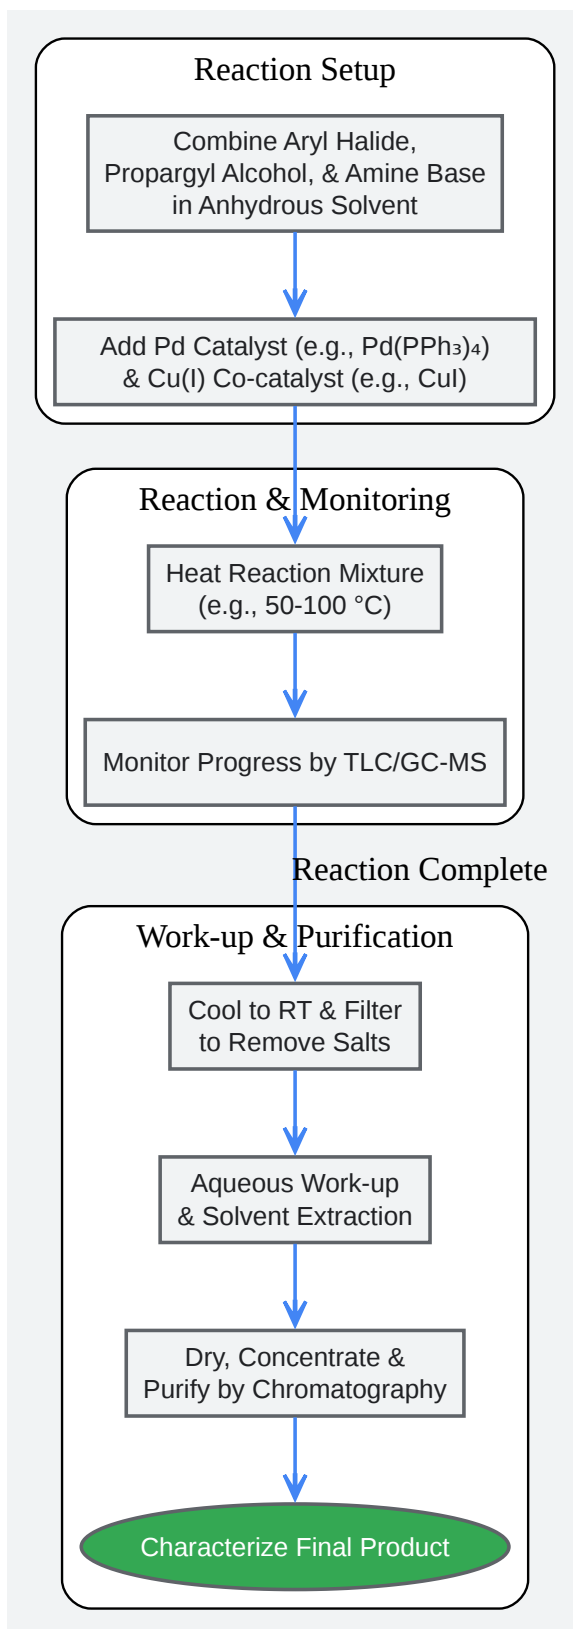 Reaction Setup
Combine Aryl Halide,
Propargyl Alcohol, & Amine Base
in Anhydrous Solvent
Add Pd Catalyst (e.g., Pd(PPh₃)₄)
& Cu(I) Co-catalyst (e.g., CuI)
Reaction & Monitoring
Heat Reaction Mixture
(e.g., 50-100 °C)
Monitor Progress by TLC/GC-MS
Reaction Complete
Work-up & Purification
Cool to RT & Filter
to Remove Salts
Aqueous Work-up
& Solvent Extraction
Dry, Concentrate &
Purify by Chromatography
Characterize Final Product